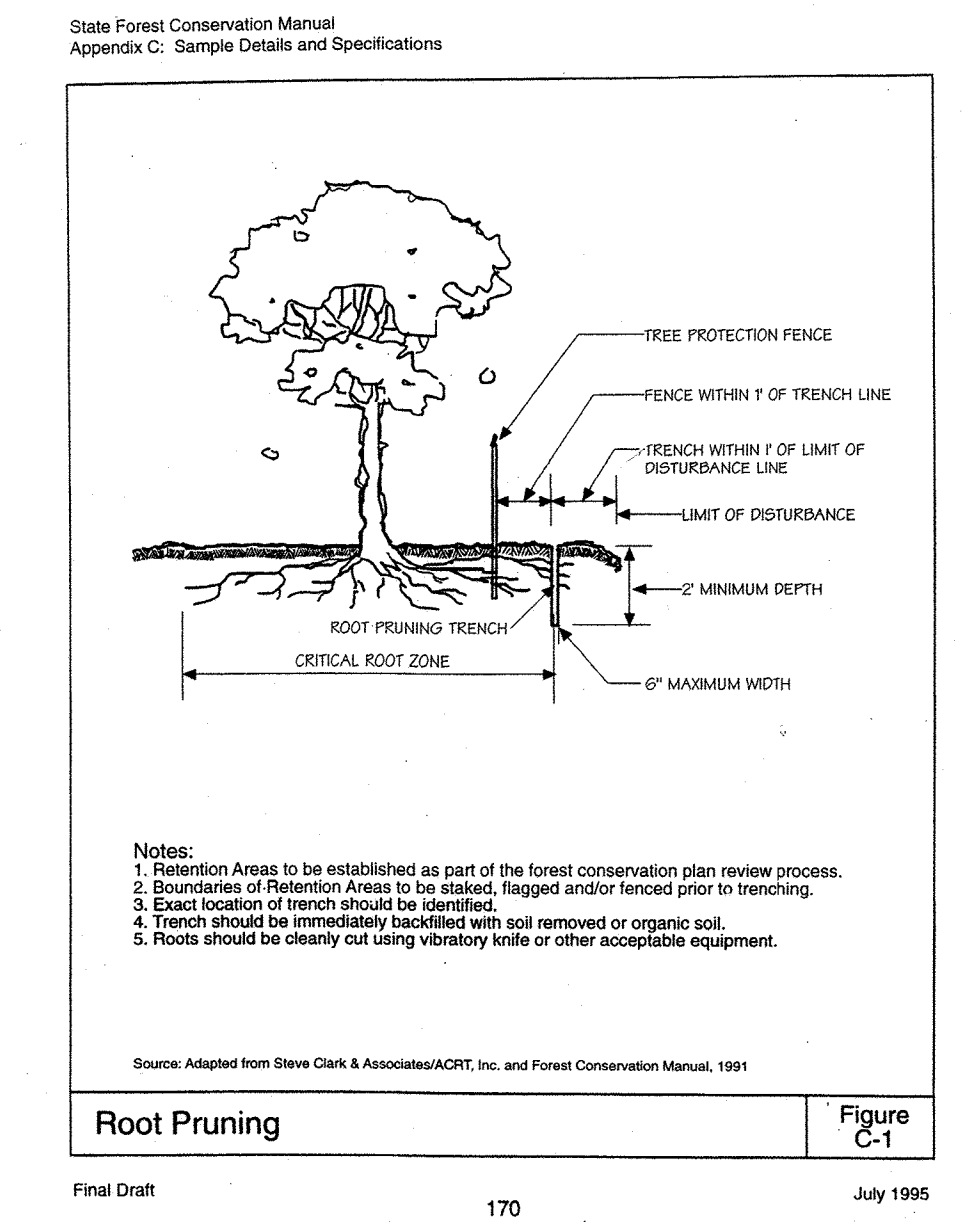 State Forest Conservation Manual
Appendix C: Sample Details and Specifications
TREE PROTECTION FENCE
FENCE WITHIN 1' OF TRENCH LINE
TRENCH WITHIN 1' OF LIMIT OF
DISTURBANCE LINE
LIMIT OF DISTURBANCE
2' MINIMUM DEPTH
ROOT PRUNING TRENCH
CRITICAL ROOT ZONE
6" MAXIMUM WIDTH
Notes:
1. Retention Areas to be established as part of the forest conservation plan review process.
2. Boundaries of Retention Areas to be staked, flagged and/or fenced prior to trenching.
3. Exact location of trench should be identified.
4. Trench should be immediately backfilled with soil removed or organic soil.
5. Roots should be cleanly cut using vibratory knife or other acceptable equipment.
Source: Adapted from Steve Clark & Associates/ACRT, Inc. and Forest Conservation Manual, 1991
Root Pruning
Figure
C-1
Final Draft
170
July 1995